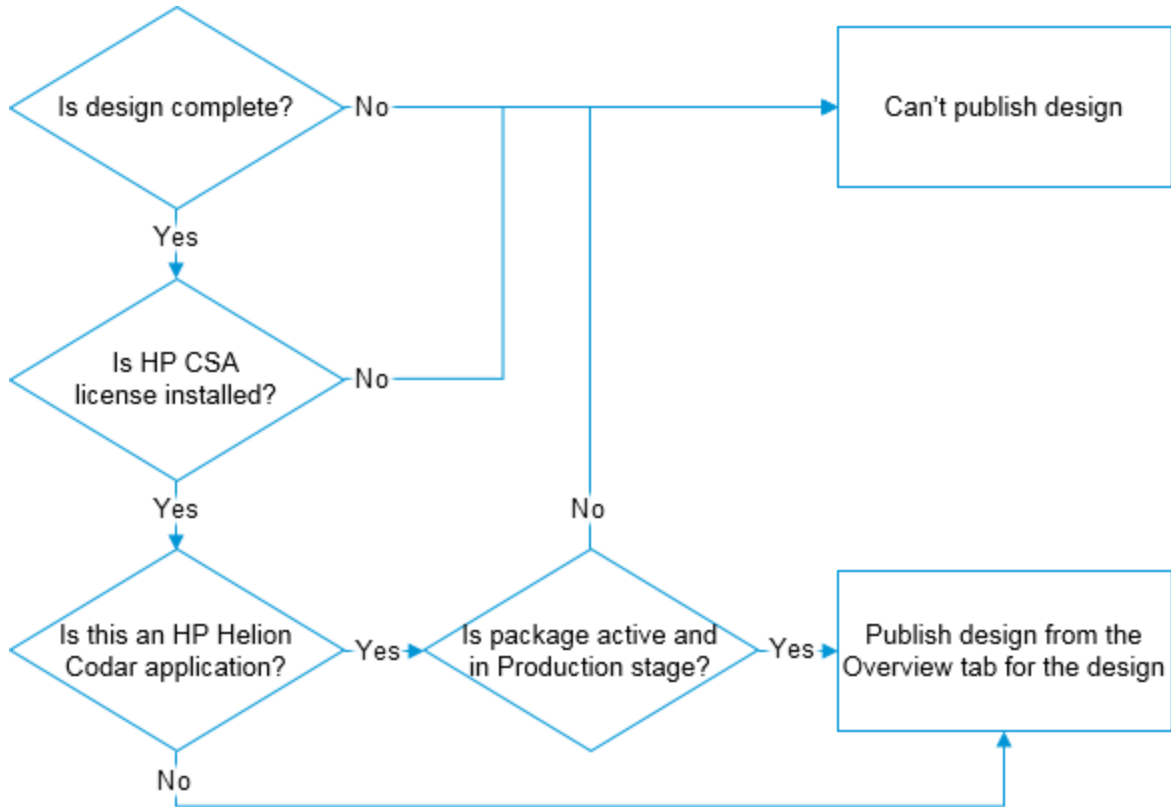 Is design complete?
No
Can't publish design
Yes
Is HP CSA
license installed?
No
Yes
No
Is this an HP Helion
Codar application?
Yes
Is package active and
in Production stage?
Yes
Publish design from the
Overview tab for the design
No